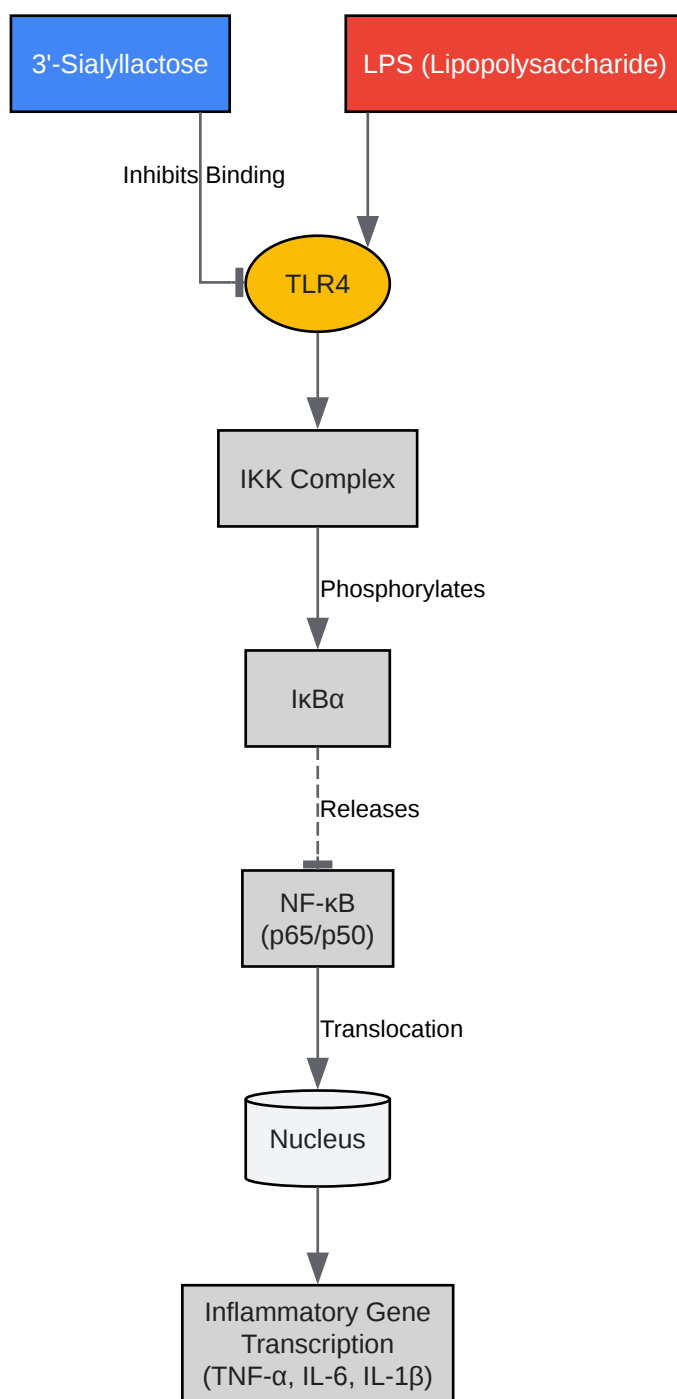 3'-Sialyllactose
LPS (Lipopolysaccharide)
Inhibits Binding
TLR4
IKK Complex
Phosphorylates
IκBα
Releases
NF-κB
(p65/p50)
Translocation
Nucleus
Inflammatory Gene
Transcription
(TNF-α, IL-6, IL-1β)